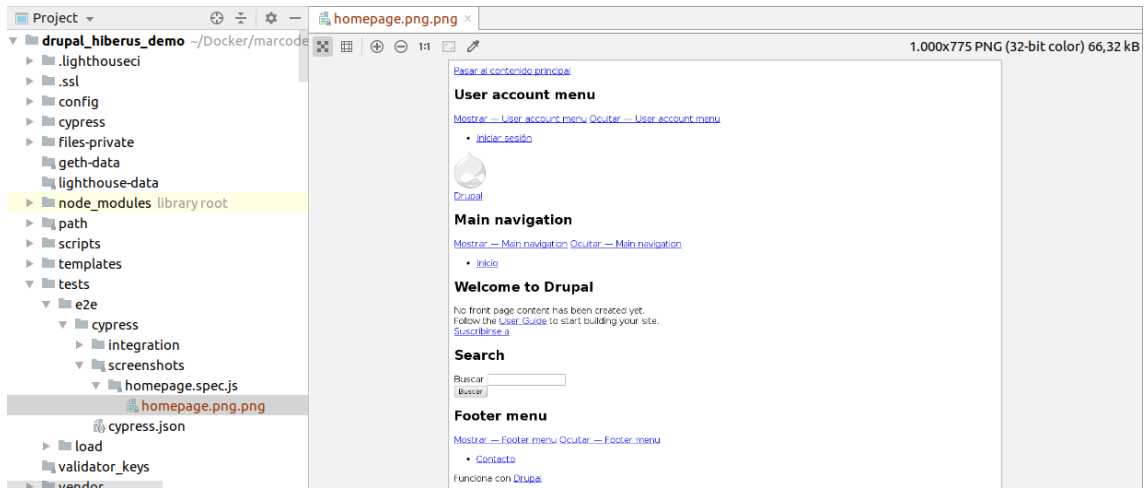 Project
homepage.png.png
drupal_hiberus_demo ~/Docker/marcode
1:1
1.000x775 PNG (32-bit color) 66,32 kB
.lighthouseci
.ssl
config
cypress
files-private
geth-data
lighthouse-data
node_modules library root
path
scripts
templates
tests
e2e
cypress
integration
screenshots
homepage.spec.js
homepage.png.png
cypress.json
load
validator_keys
vendor
Pasar al contenido principal
User account menu
Mostrar — User account menu Ocultar — User account menu
Iniciar sesión
Drupal
Main navigation
Mostrar — Main navigation Ocultar — Main navigation
Inicio
Welcome to Drupal
No front page content has been created yet.
Follow the User Guide to start building your site.
Suscribirse a
Search
Buscar
Buscar
Footer menu
Mostrar — Footer menu Ocultar — Footer menu
Contacto
Funciona con Drupal